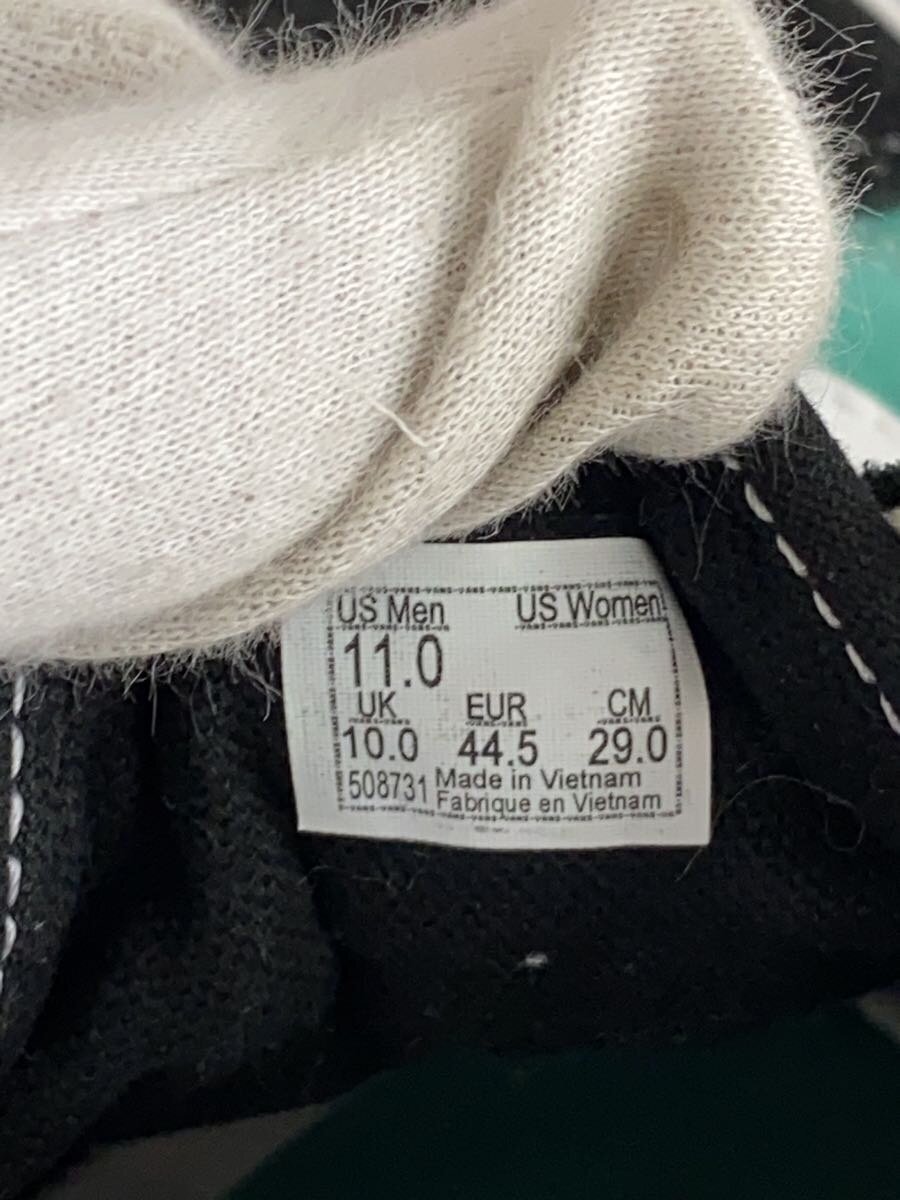 US Men US Women
11.0
UK EUR CM
10.0 44.5 29.0
508731 Made in Vietnam
Fabrique en Vietnam